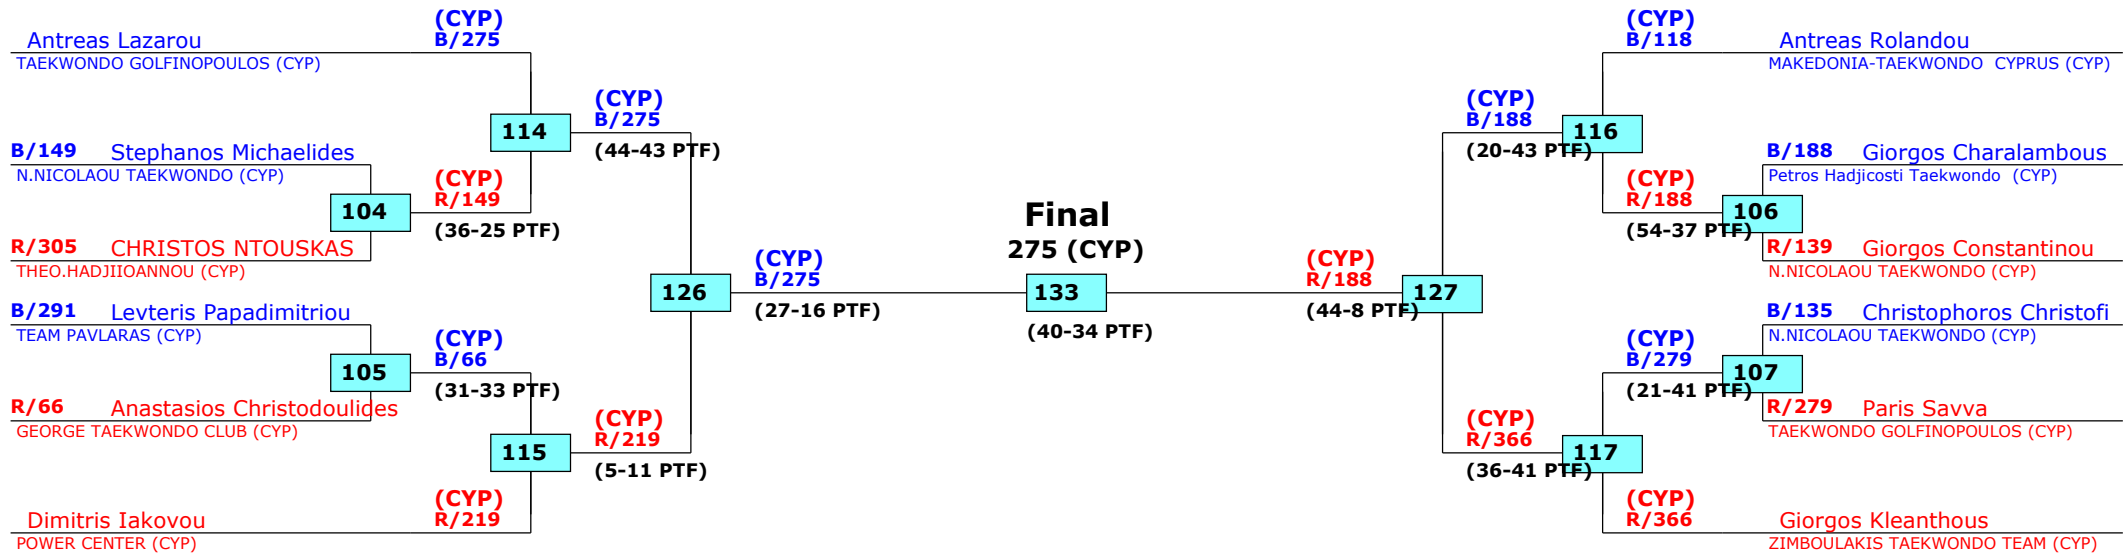 Antreas Lazarou
TAEKWONDO GOLFINOPOULOS (CYP)
(CYP)
B/275
B/149 Stephanos Michaelides
N.NICOLAOU TAEKWONDO (CYP)
104
R/305 CHRISTOS NTOUSKAS
THEO.HADJIIOANNOU (CYP)
(CYP)
R/149
(36-25 PTF)
114
(CYP)
B/275
(44-43 PTF)
B/291 Levteris Papadimitriou
TEAM PAVLARAS (CYP)
105
R/66 Anastasios Christodoulides
GEORGE TAEKWONDO CLUB (CYP)
(CYP)
B/66
(31-33 PTF)
115
(CYP)
R/219
(5-11 PTF)
Dimitris Iakovou
POWER CENTER (CYP)
(CYP)
R/219
126
(CYP)
B/275
(27-16 PTF)
Final
275 (CYP)
133
(40-34 PTF)
(CYP)
R/188
(44-8 PTF)
127
(CYP)
B/188
(20-43 PTF)
116
(CYP)
B/118
Antreas Rolandou
MAKEDONIA-TAEKWONDO CYPRUS (CYP)
(CYP)
R/188
(54-37 PTF)
106
B/188 Giorgos Charalambous
Petros Hadjicosti Taekwondo (CYP)
R/139 Giorgos Constantinou
N.NICOLAOU TAEKWONDO (CYP)
(CYP)
B/279
(21-41 PTF)
107
B/135 Christophoros Christofi
N.NICOLAOU TAEKWONDO (CYP)
R/279 Paris Savva
TAEKWONDO GOLFINOPOULOS (CYP)
(CYP)
R/366
(36-41 PTF)
117
(CYP)
R/366
Giorgos Kleanthous
ZIMBOULAKIS TAEKWONDO TEAM (CYP)